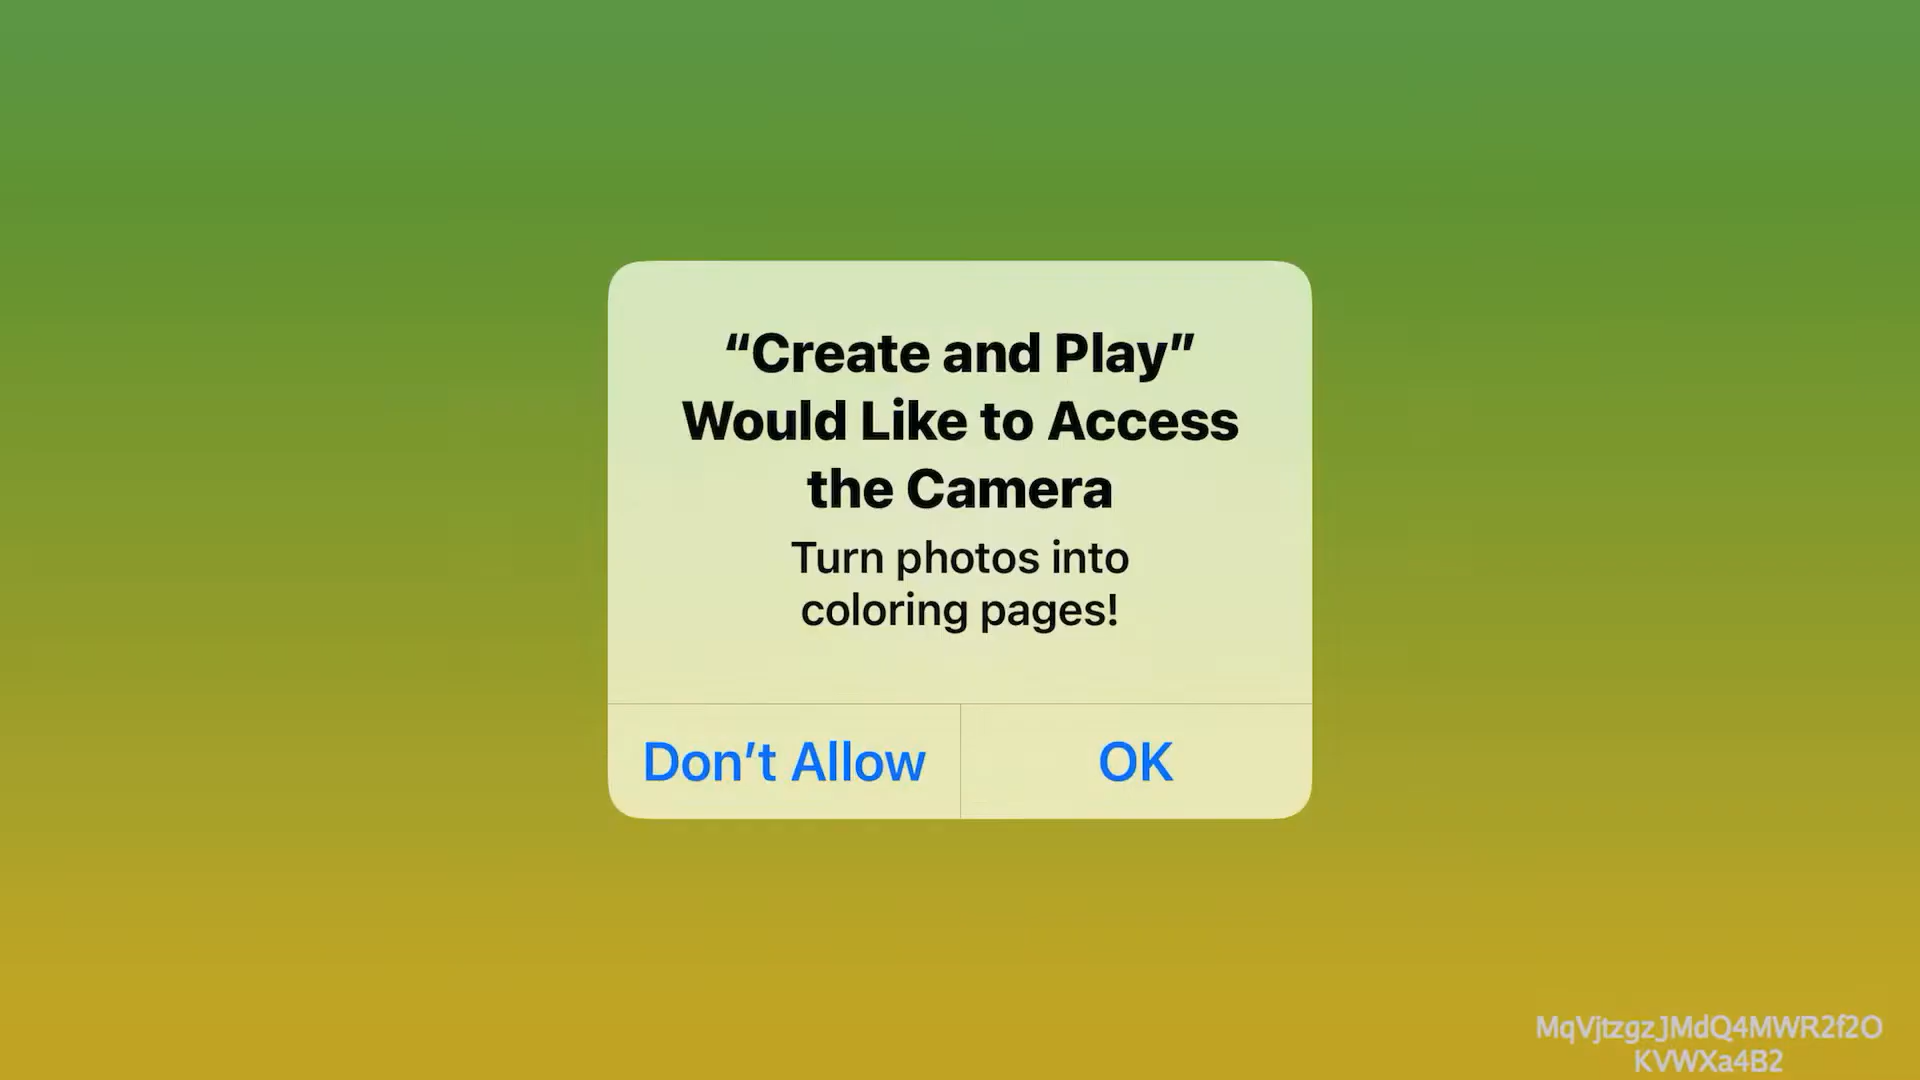 “Create and Play”
Would Like to Access
the Camera
Turn photos into
coloring pages!
Don’t Allow
OK
MqVjtzgzJMdQ4MWR2f2O
KVWXa4B2